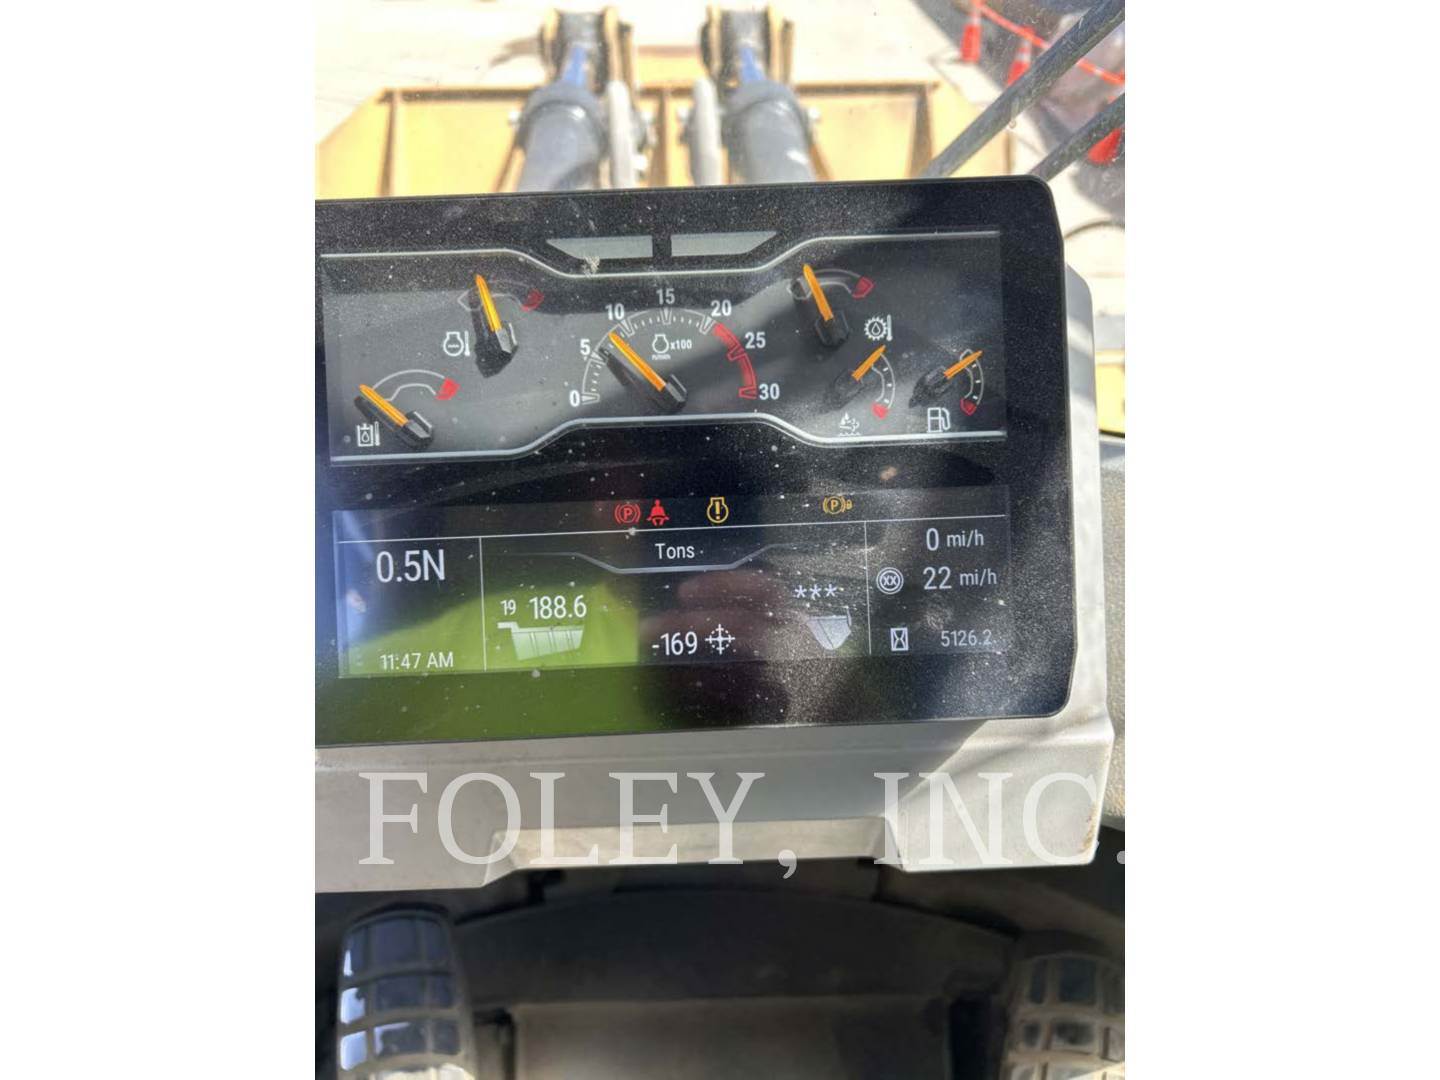 15
10
20
5
x100
25
0
30
P
P
Tons
0 mi/h
0.5N
XX
22 mi/h
19
188.6
***
-169
5126.2
11:47 AM
FOLEY, INC.